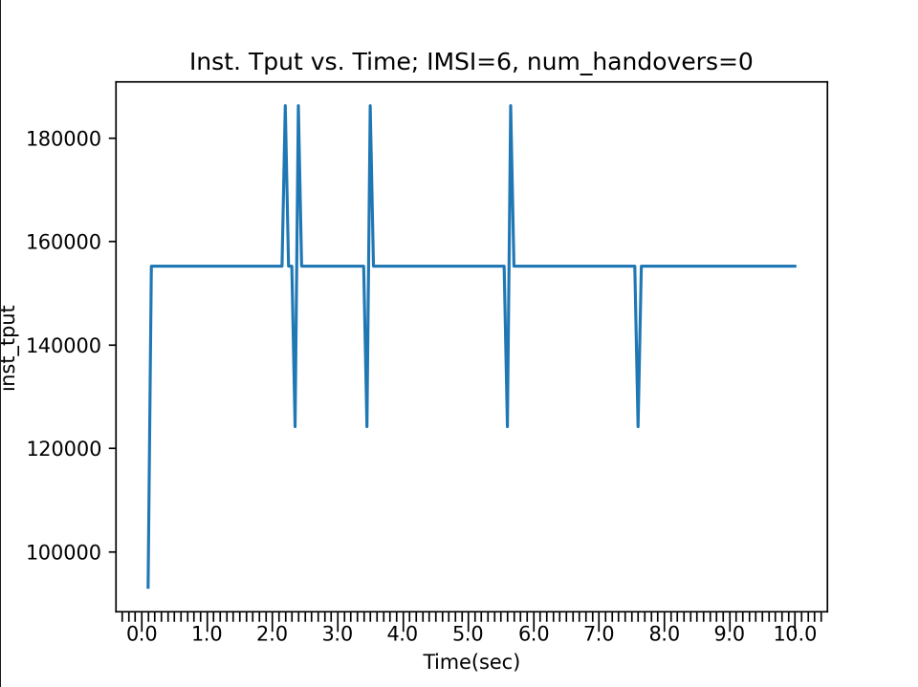 Inst. Tput vs. Time; IMSI=6, num_handovers=0
180000
160000
140000
120000
100000
inst_tput
0.0 1.0 2.0 3.0 4.0 5.0 6.0 7.0 8.0 9.0 10.0
Time(sec)